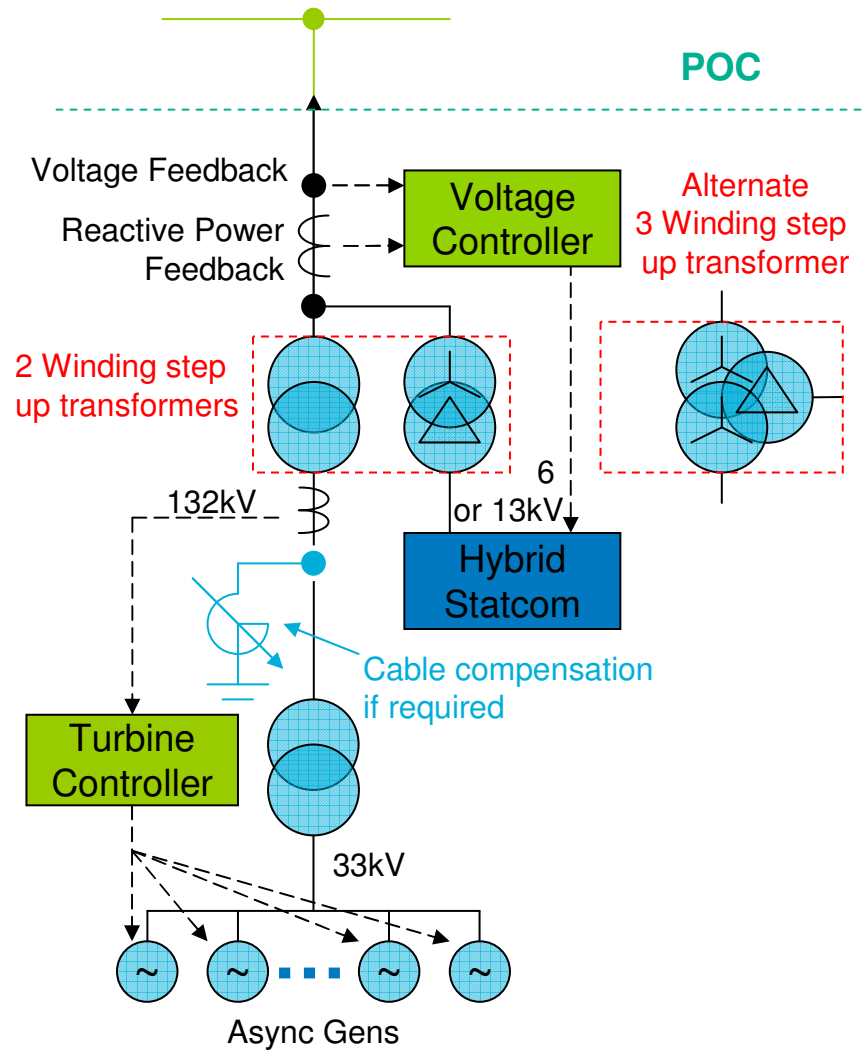 POC
Voltage Feedback
Voltage
Controller
Reactive Power
Feedback
Alternate
3 Winding step
up transformer
2 Winding step
up transformers
132kV
6
or 13kV
Hybrid
Statcom
Cable compensation
if required
Turbine
Controller
33kV
~
~
~
~
Async Gens